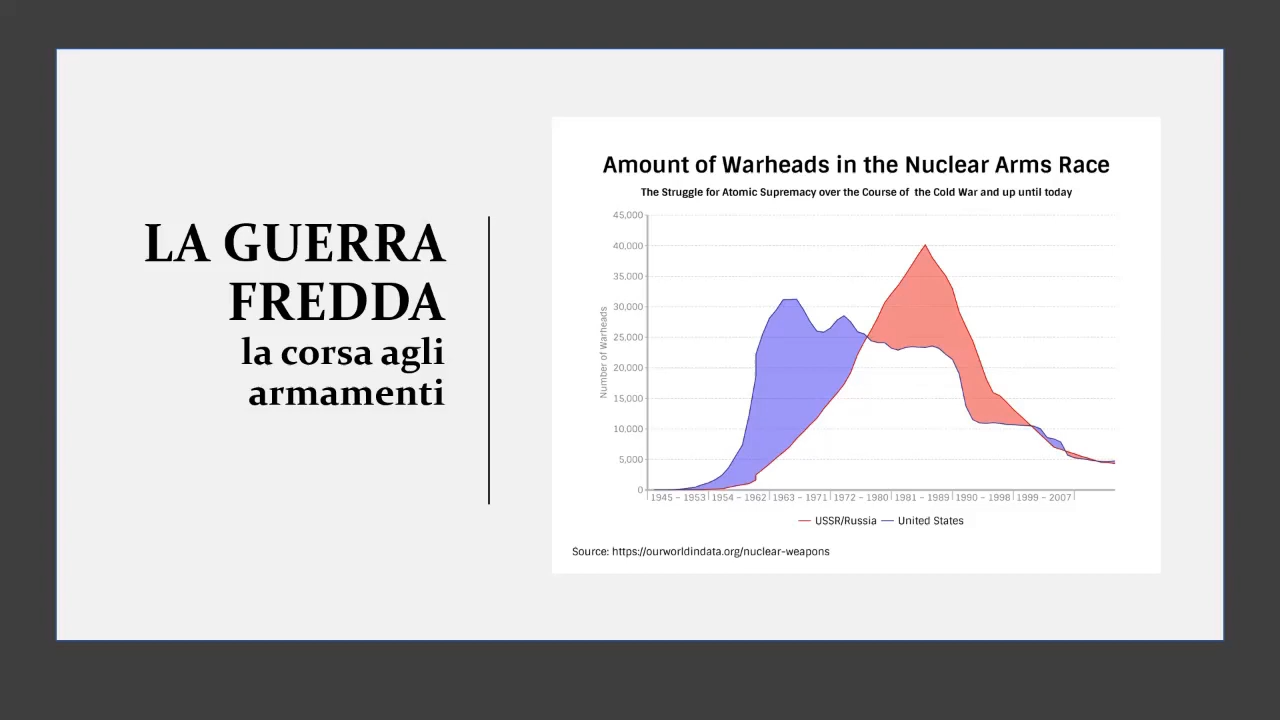 LA GUERRA
FREDDA
la corsa agli
armamenti
Amount of Warheads in the Nuclear Arms Race
The Struggle for Atomic Supremacy over the Course of the Cold War and up until today
Number of Warheads
45,000
40,000
35,000
30,000
25,000
20,000
15,000
10,000
5,000
0
1945 – 1953 1954 – 1962 1963 – 1971 1972 – 1980 1981 – 1989 1990 – 1998 1999 – 2007
USSR/Russia United States
Source: https://ourworldindata.org/nuclear-weapons